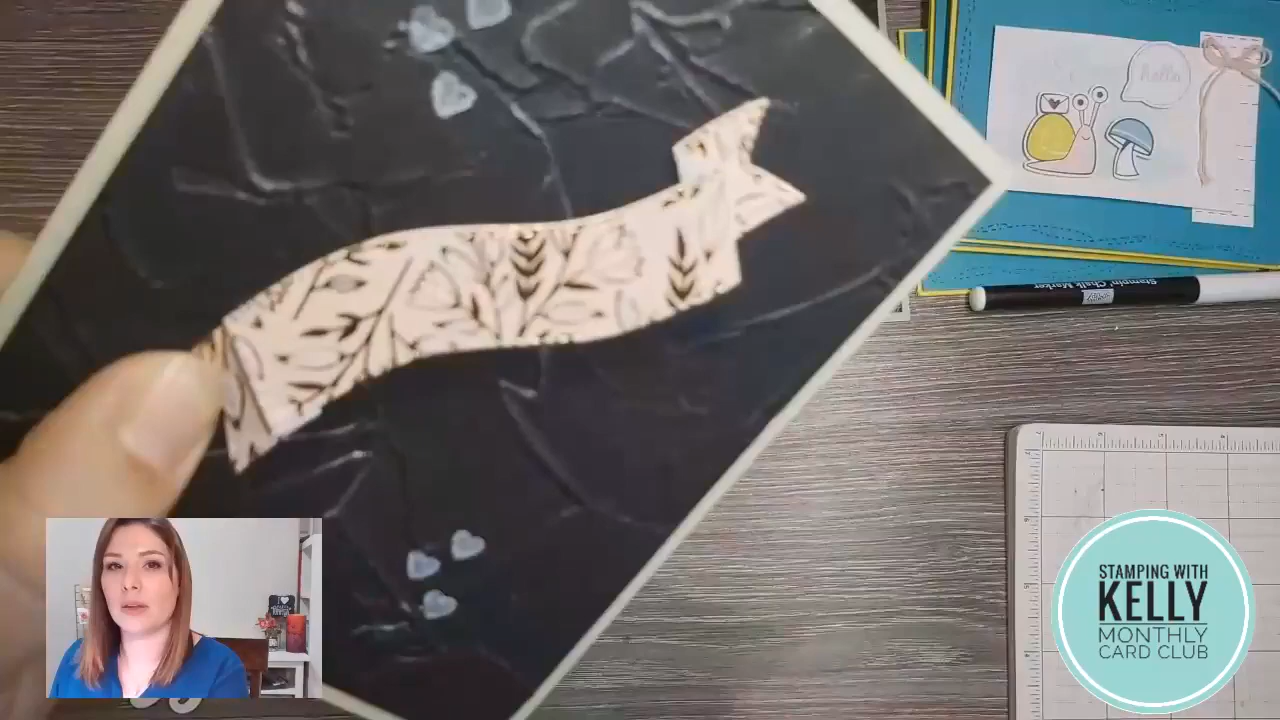 hello
Stampin' Chalk Marker
STAMPING WITH
KELLY
MONTHLY
CARD CLUB